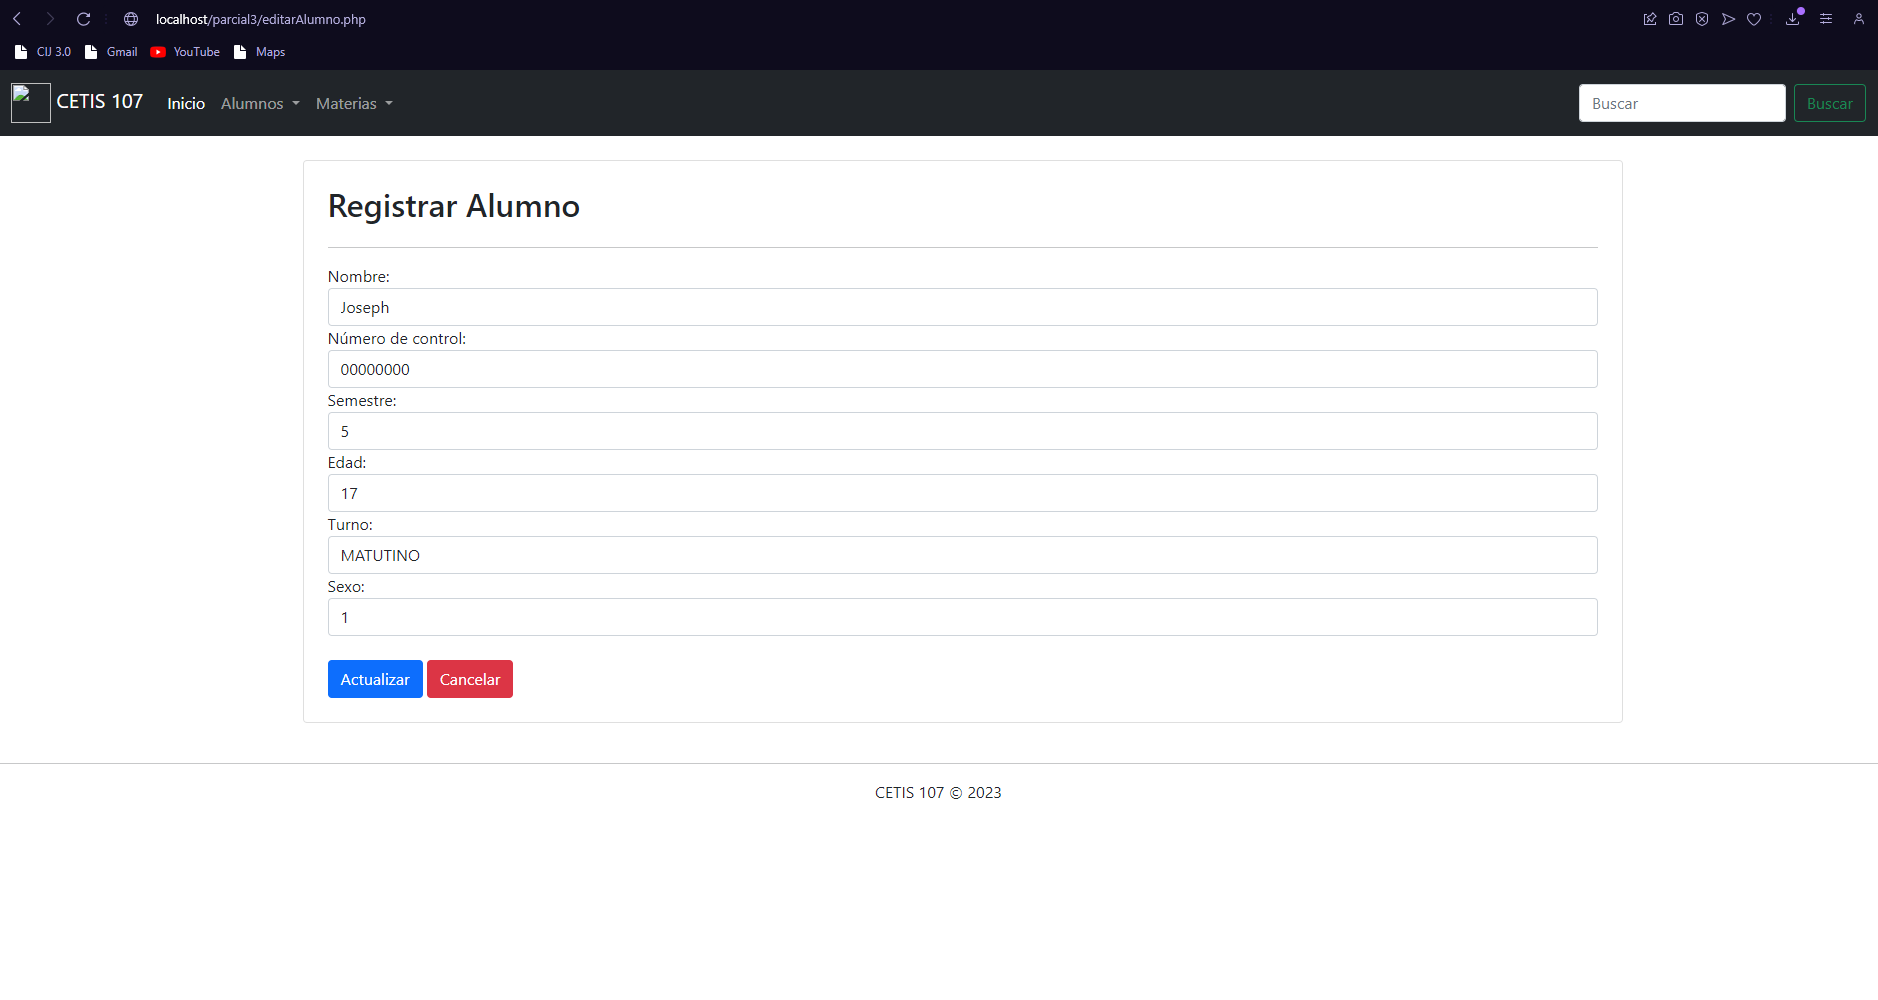 localhost/parcial3/editarAlumno.php
CIJ 3.0 Gmail YouTube Maps
CETIS 107 Inicio Alumnos Materias Buscar Buscar
Registrar Alumno
Nombre:
Joseph
Número de control:
00000000
Semestre:
5
Edad:
17
Turno:
MATUTINO
Sexo:
1
Actualizar Cancelar
CETIS 107 © 2023